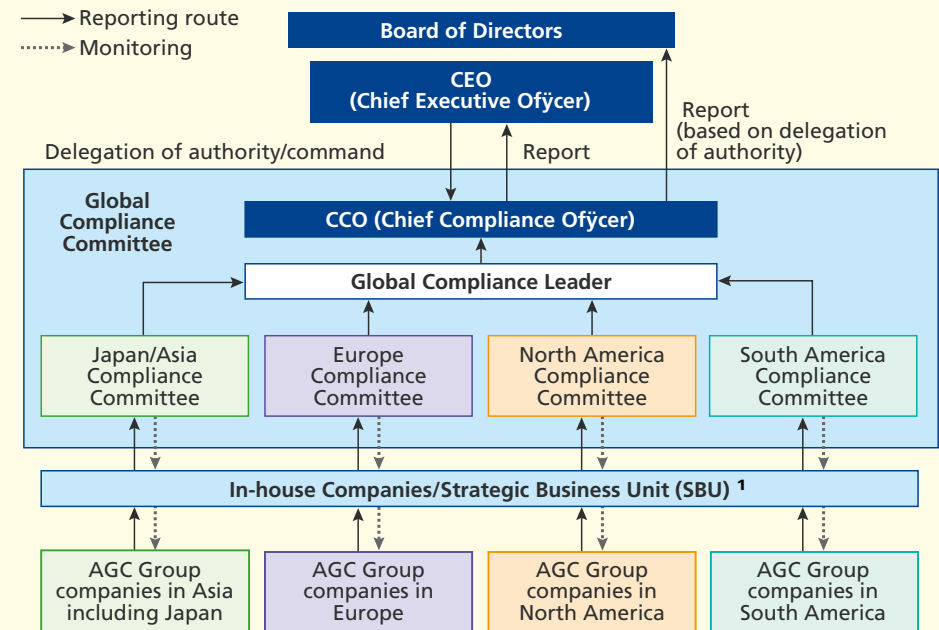 Reporting route
Monitoring
Board of Directors
CEO
(Chief Executive Ofÿcer)
Report
(based on delegation
of authority)
Delegation of authority/command
Report
Global
Compliance
Committee
CCO (Chief Compliance Ofÿcer)
Global Compliance Leader
Japan/Asia
Compliance
Committee
Europe
Compliance
Committee
North America
Compliance
Committee
South America
Compliance
Committee
In-house Companies/Strategic Business Unit (SBU) 1
AGC Group
companies in Asia
including Japan
AGC Group
companies in
Europe
AGC Group
companies in
North America
AGC Group
companies in
South America